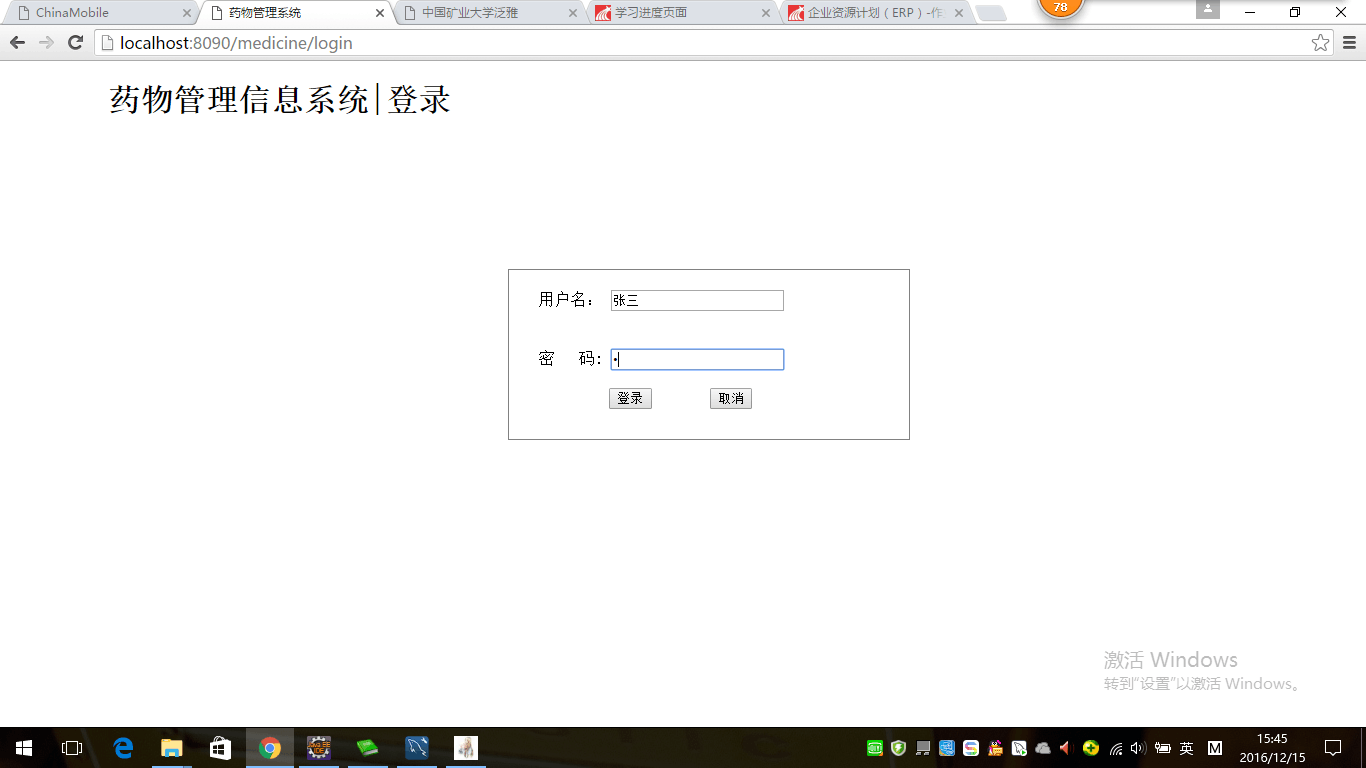 ChinaMobile
药物管理系统
中国矿业大学泛雅
学习进度页面
企业资源计划（ERP）-作
78
localhost:8090/medicine/login
药物管理信息系统|登录
用户名： 张三
密 码： •
登录 取消
激活 Windows
转到“设置”以激活 Windows。
英 M 15:45
2016/12/15